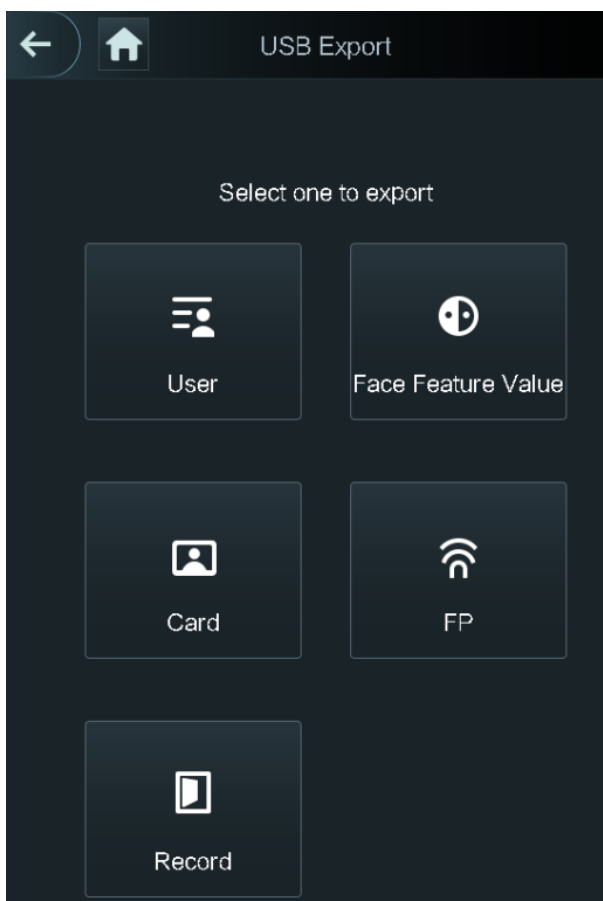 USB Export
Select one to export
User
Face Feature Value
Card
FP
Record